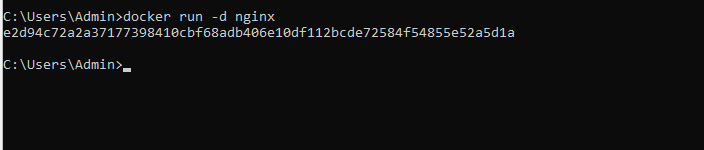 C:\Users\Admin>docker run -d nginx
e2d94c72a2a37177398410cbf68adb406e10df112bcde72584f54855e52a5d1a
C:\Users\Admin>